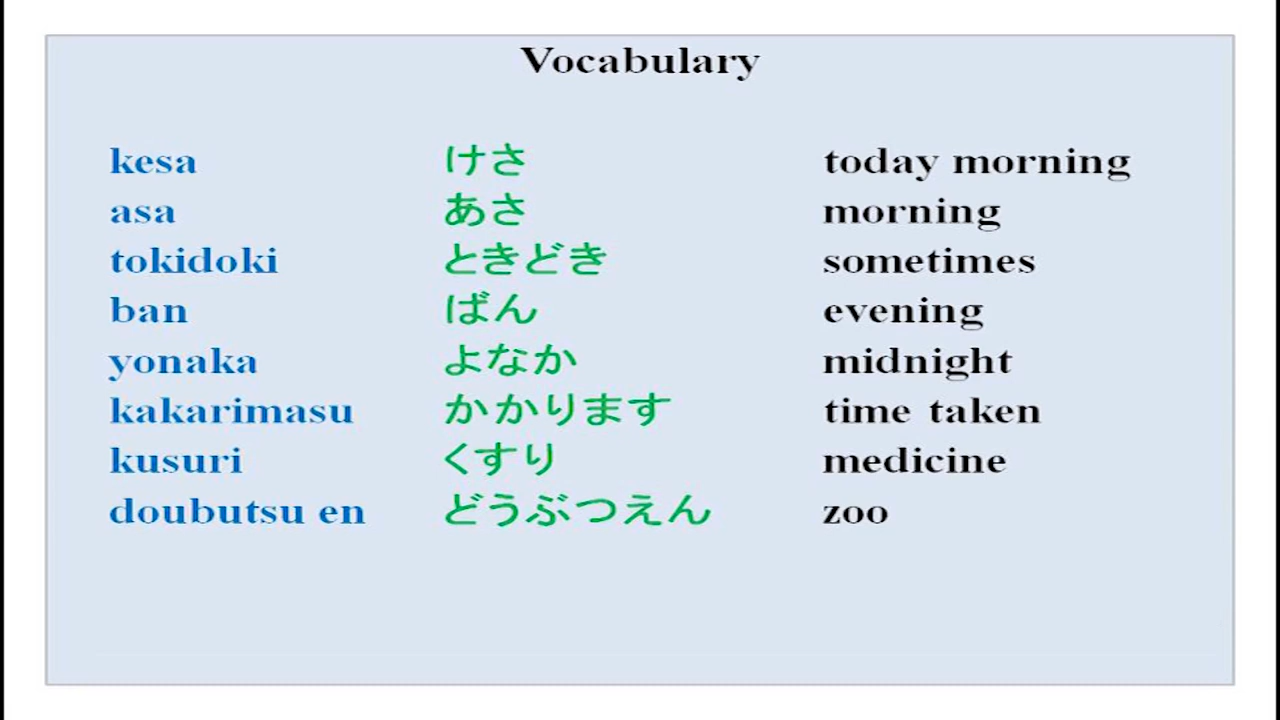 Vocabulary
kesa けさ today morning
asa あさ morning
tokidoki ときどき sometimes
ban ばん evening
yonaka よなか midnight
kakarimasu かかります time taken
kusuri くすり medicine
doubutsu en どうぶつえん zoo